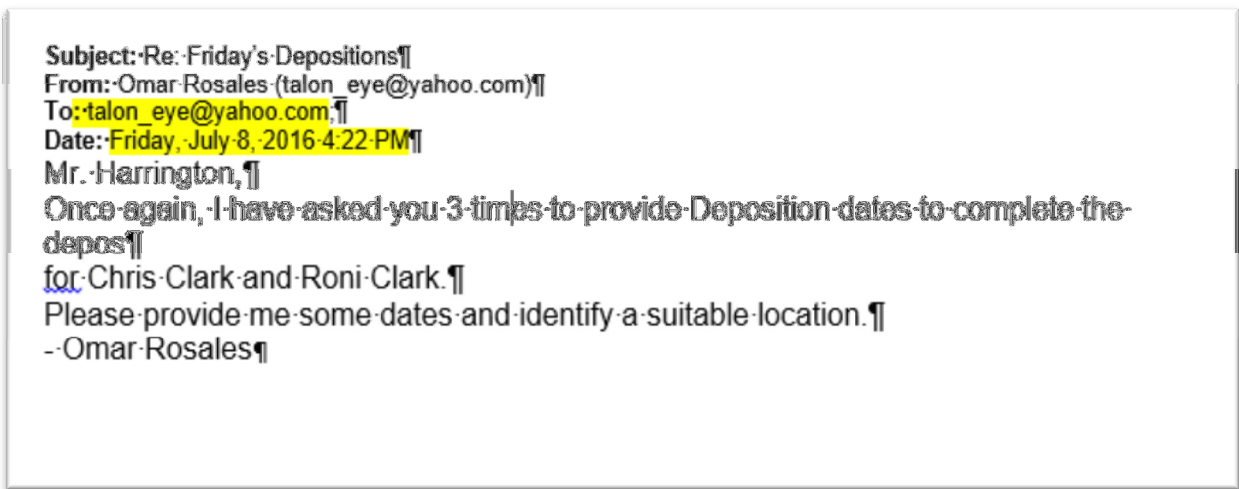 Subject: Re: Friday's Depositions¶
From: Omar Rosales (talon_eye@yahoo.com)¶
To: talon_eye@yahoo.com;¶
Date: Friday, July 8, 2016 4:22 PM¶
Mr. Harrington,¶
Once again, I have asked you 3 times to provide Deposition dates to complete the
depos¶
for Chris Clark and Roni Clark.¶
Please provide me some dates and identify a suitable location.¶
- Omar Rosales¶